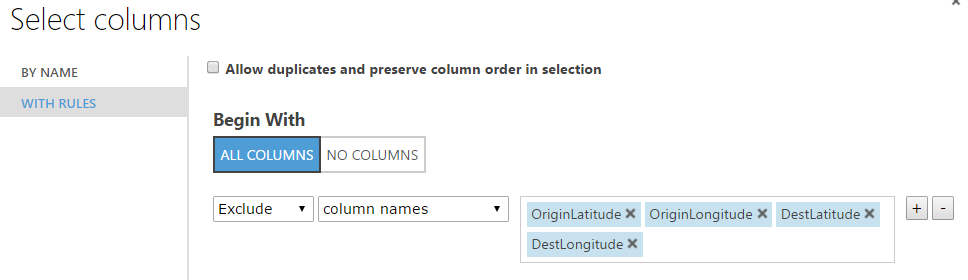 Select columns
BY NAME
WITH RULES
Allow duplicates and preserve column order in selection
Begin With
ALL COLUMNS NO COLUMNS
Exclude column names OriginLatitude OriginLongitude DestLatitude + -
DestLongitude